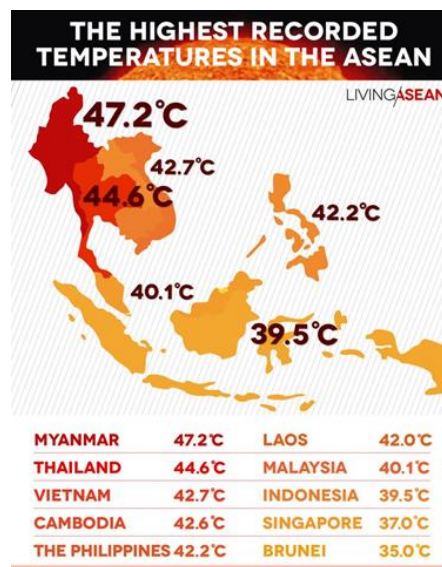 THE HIGHEST RECORDED
TEMPERATURES IN THE ASEAN
LIVING ASEAN
47.2°C
42.7°C
44.6°C
42.2°C
40.1°C
39.5°C
MYANMAR 47.2°C LAOS 42.0°C
THAILAND 44.6°C MALAYSIA 40.1°C
VIETNAM 42.7°C INDONESIA 39.5°C
CAMBODIA 42.6°C SINGAPORE 37.0°C
THE PHILIPPINES 42.2°C BRUNEI 35.0°C